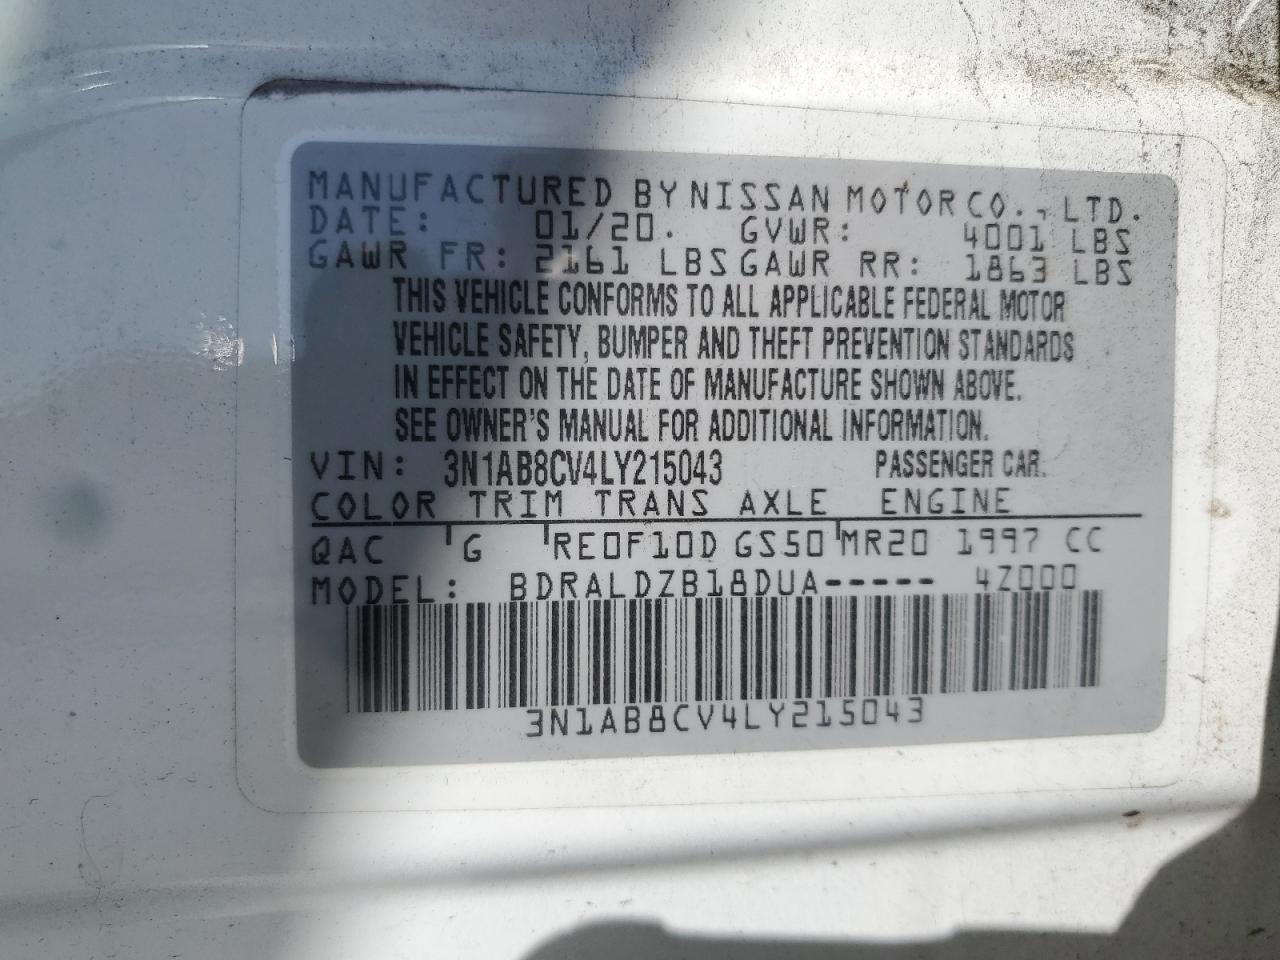 MANUFACTURED BY NISSAN MOTOR CO., LTD.
DATE: 01/20. GVWR: 4001 LBS
GAWR FR: 2161 LBS GAWR RR: 1863 LBS
THIS VEHICLE CONFORMS TO ALL APPLICABLE FEDERAL MOTOR
VEHICLE SAFETY, BUMPER AND THEFT PREVENTION STANDARDS
IN EFFECT ON THE DATE OF MANUFACTURE SHOWN ABOVE.
SEE OWNER'S MANUAL FOR ADDITIONAL INFORMATION.
VIN: 3N1AB8CV4LY215043 PASSENGER CAR.
COLOR TRIM TRANS AXLE ENGINE
QAC G RE0F10D GS50 MR20 1997 CC
MODEL: BDRALDZB18DUA----- 4Z000
3N1AB8CV4LY215043